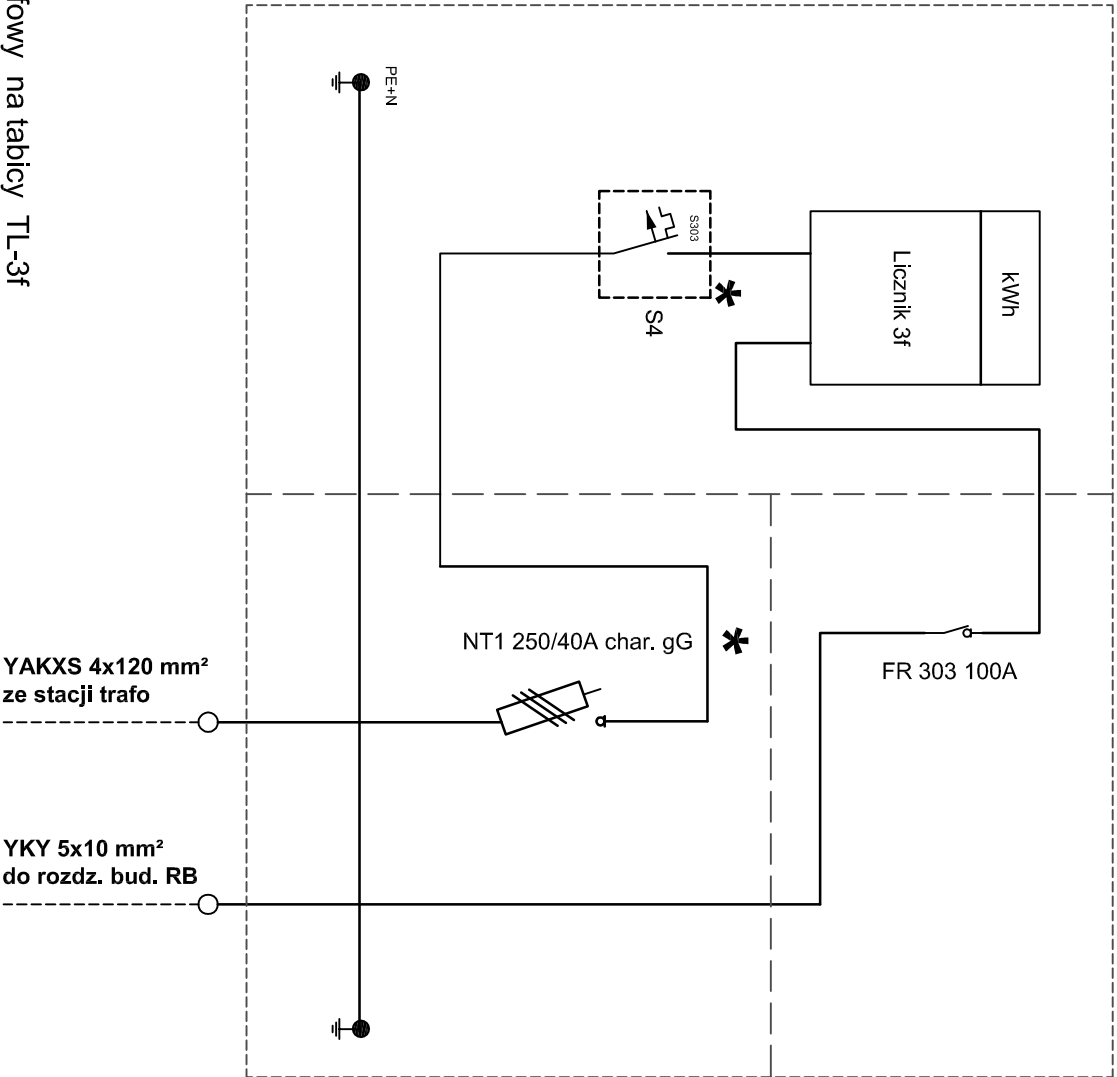 fowy na tabicy TL-3f
PE+N
S303
S4
Licznik 3f
kWh
NT1 250/40A char. gG
FR 303 100A
YAKXS 4x120 mm²
ze stacji trafo
YKY 5x10 mm²
do rozdz. bud. RB